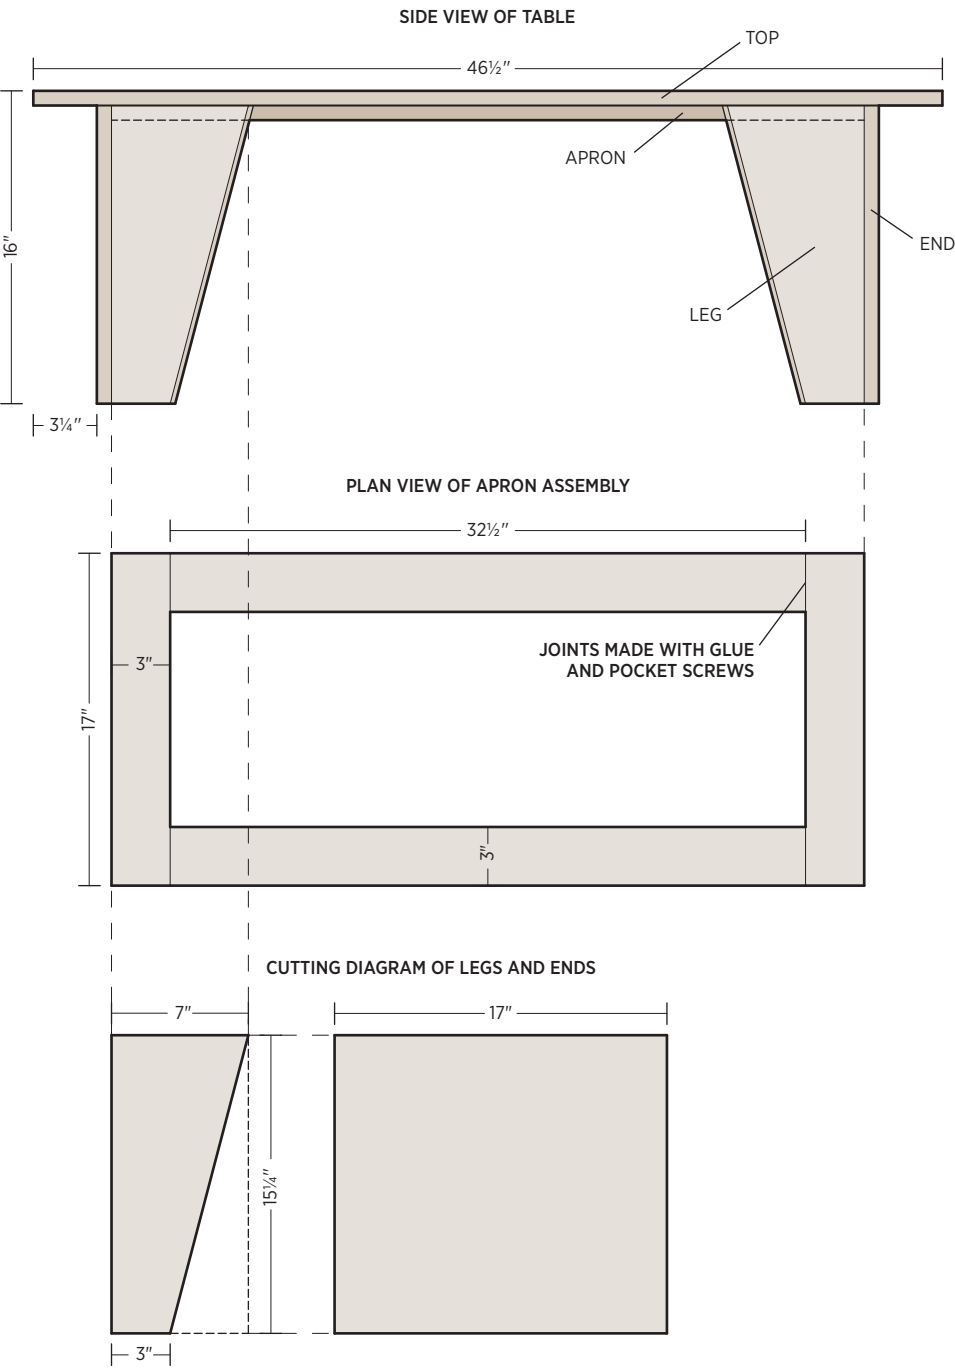 SIDE VIEW OF TABLE
TOP
46½"
APRON
16"
END
LEG
3¼"
PLAN VIEW OF APRON ASSEMBLY
32½"
JOINTS MADE WITH GLUE
AND POCKET SCREWS
3"
17"
3"
CUTTING DIAGRAM OF LEGS AND ENDS
7"
17"
15¼"
3"